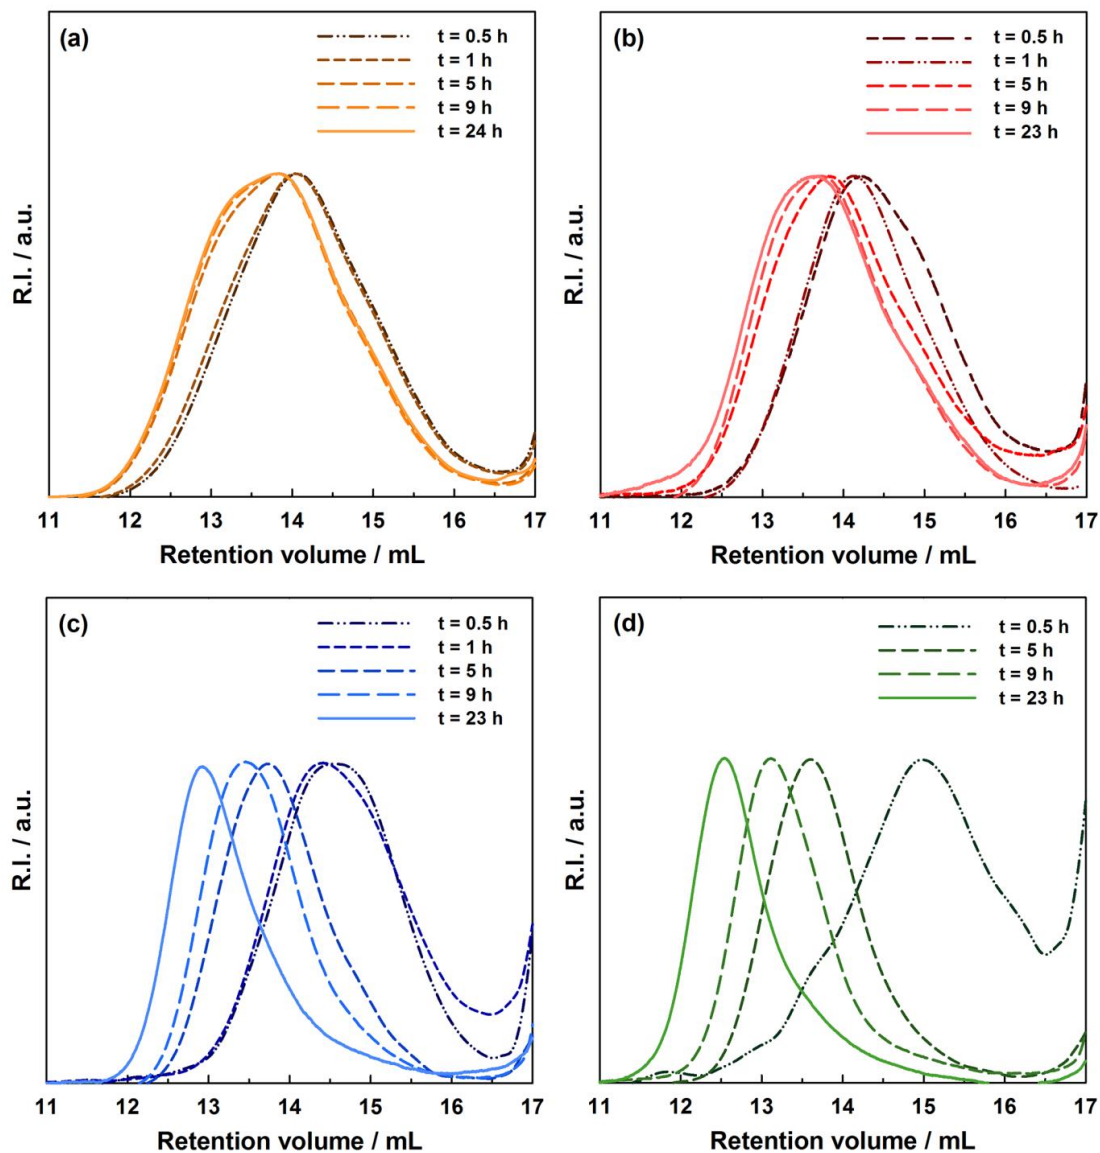 (a)
t = 0.5 h
t = 1 h
t = 5 h
t = 9 h
t = 24 h
R.I. / a.u.
11 12 13 14 15 16 17
Retention volume / mL
(b)
t = 0.5 h
t = 1 h
t = 5 h
t = 9 h
t = 23 h
R.I. / a.u.
11 12 13 14 15 16 17
Retention volume / mL
(c)
t = 0.5 h
t = 1 h
t = 5 h
t = 9 h
t = 23 h
R.I. / a.u.
11 12 13 14 15 16 17
Retention volume / mL
(d)
t = 0.5 h
t = 5 h
t = 9 h
t = 23 h
R.I. / a.u.
11 12 13 14 15 16 17
Retention volume / mL